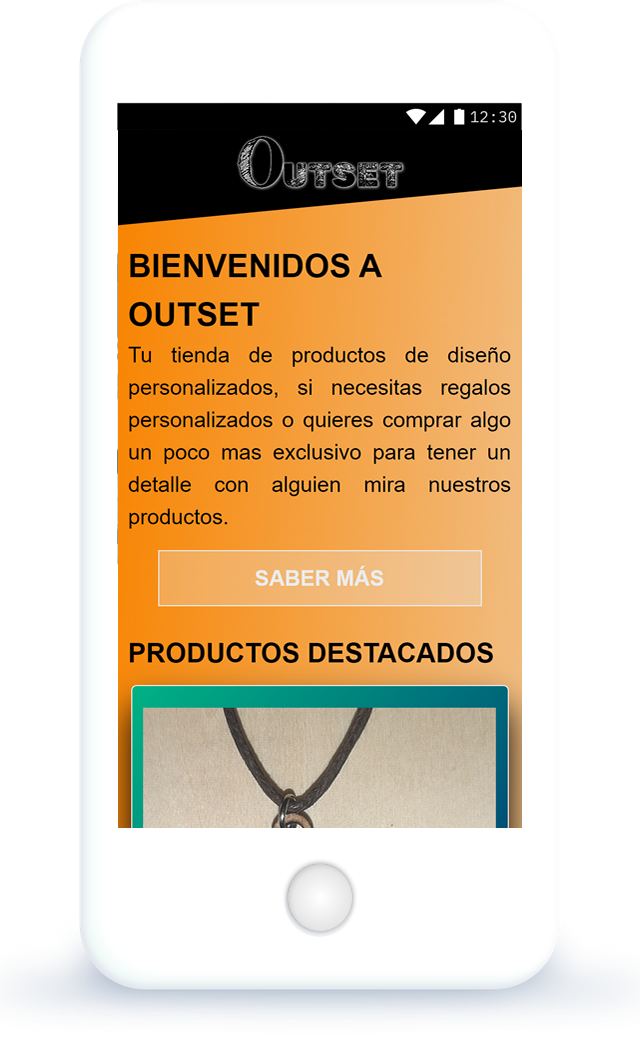 12:30
OUTSET
BIENVENIDOS A
OUTSET
Tu tienda de productos de diseño
personalizados, si necesitas regalos
personalizados o quieres comprar algo
un poco mas exclusivo para tener un
detalle con alguien mira nuestros
productos.
SABER MÁS
PRODUCTOS DESTACADOS